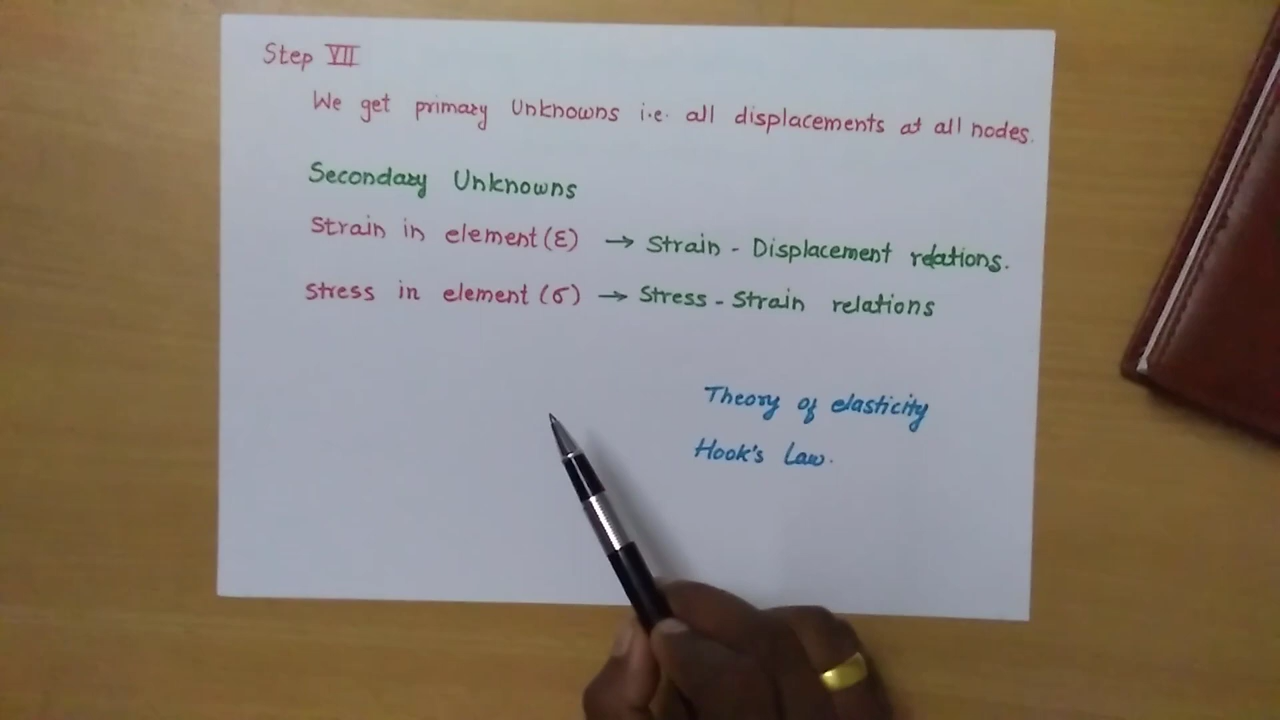 Step VII
We get primary Unknowns i.e. all displacements at all nodes.
Secondary Unknowns
Strain in element (ε) → Strain - Displacement relations.
Stress in element (σ) → Stress - Strain relations
Theory of elasticity
Hook's Law.